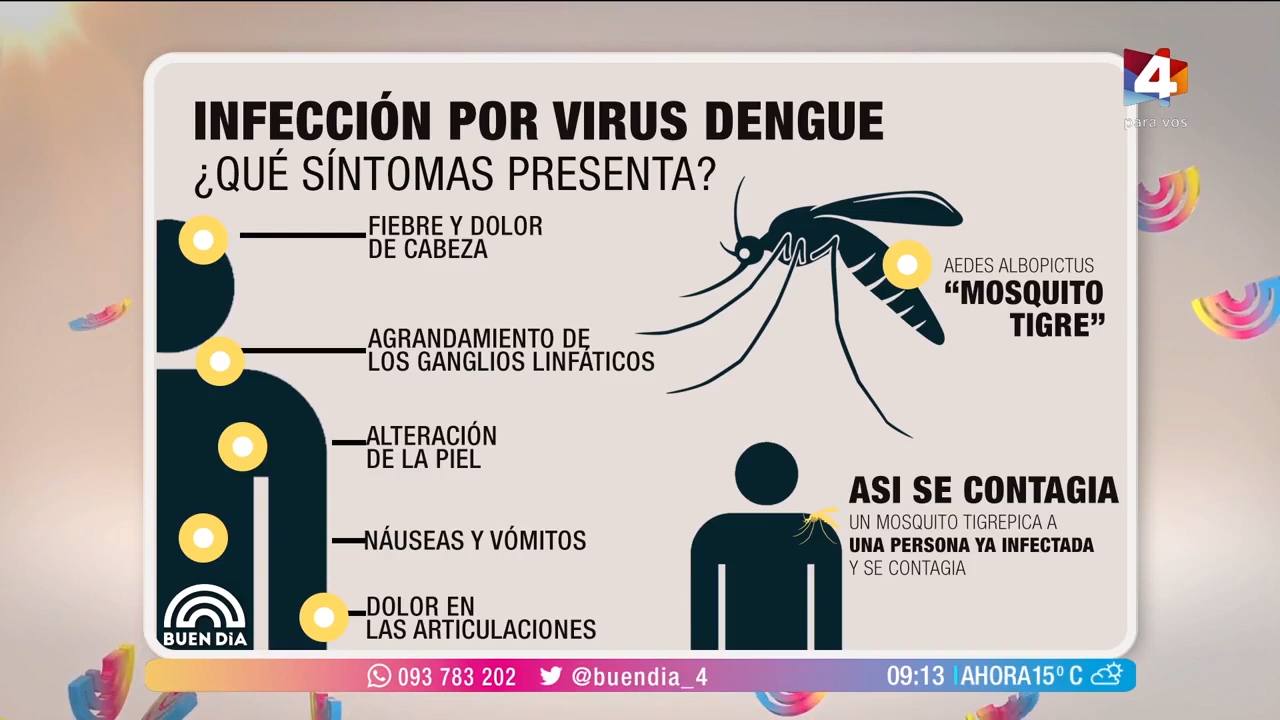 INFECCIÓN POR VIRUS DENGUE
¿QUÉ SÍNTOMAS PRESENTA?
FIEBRE Y DOLOR
DE CABEZA
AGRANDAMIENTO DE
LOS GANGLIOS LINFÁTICOS
ALTERACIÓN
DE LA PIEL
NÁUSEAS Y VÓMITOS
DOLOR EN
LAS ARTICULACIONES
AEDES ALBOPICTUS
“MOSQUITO
TIGRE”
ASI SE CONTAGIA
UN MOSQUITO TIGREPICA A
UNA PERSONA YA INFECTADA
Y SE CONTAGIA
4
para vos
BUEN DíA
093 783 202 @buendia_4 09:13 AHORA 15º C